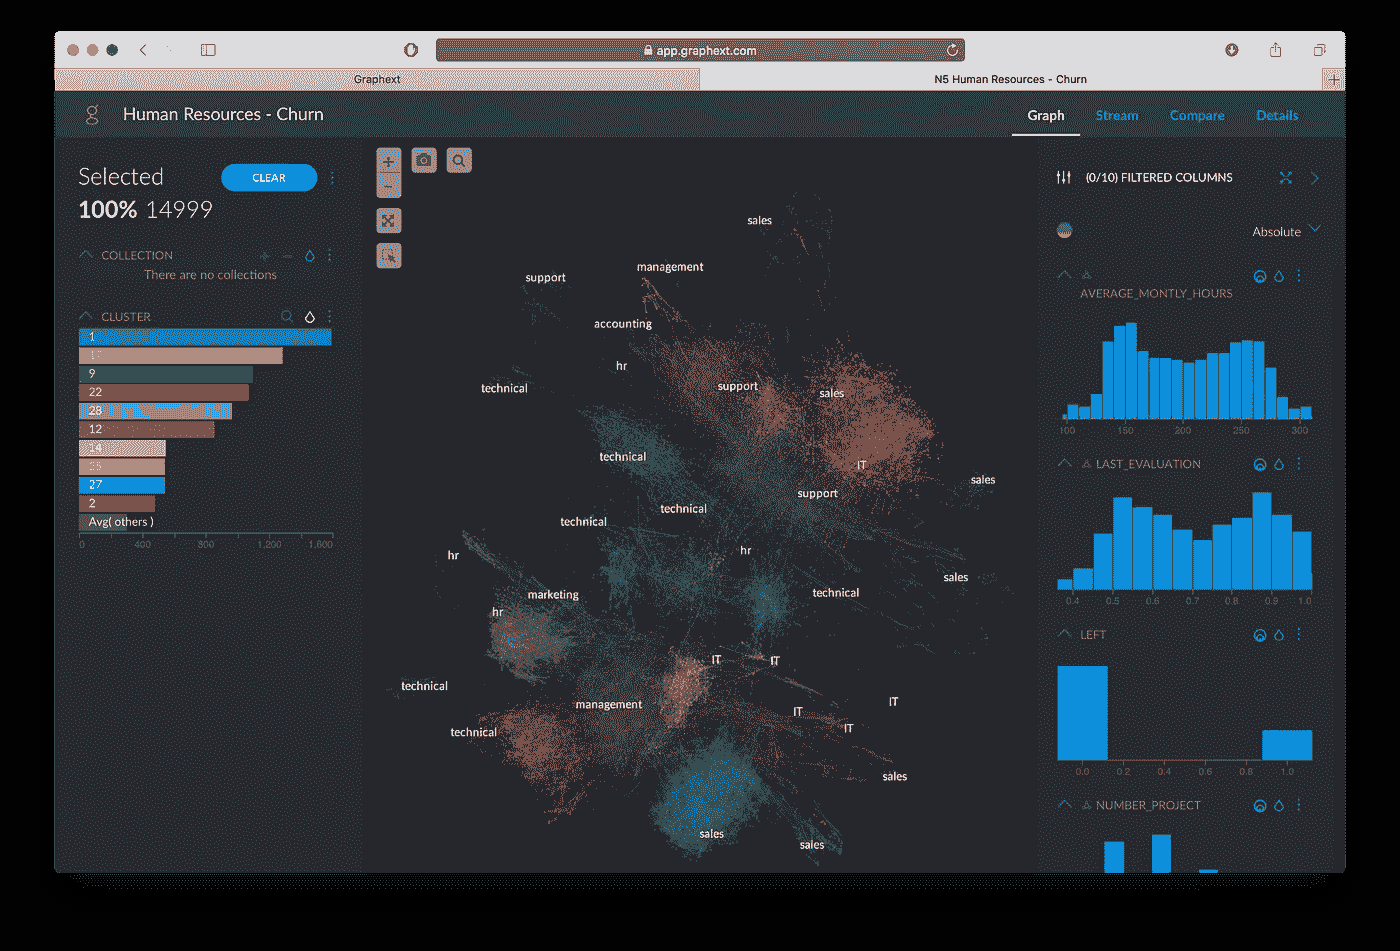 app.graphext.com
Graphext
N5 Human Resources - Churn
Human Resources - Churn
Graph
Stream
Compare
Details
Selected
CLEAR
100% 14999
COLLECTION
There are no collections
CLUSTER
1
9
22
28
12
14
27
2
Avg( others )
0
400
800
1,200
1,600
sales
management
support
accounting
hr
technical
support
sales
technical
IT
sales
support
technical
technical
hr
hr
sales
technical
marketing
hr
IT
IT
technical
IT
management
IT
IT
technical
sales
sales
sales
(0/10) FILTERED COLUMNS
Absolute
AVERAGE_MONTLY_HOURS
100
150
200
250
300
LAST_EVALUATION
0.4
0.5
0.6
0.7
0.8
0.9
1.0
LEFT
0.0
0.2
0.4
0.6
0.8
1.0
NUMBER_PROJECT